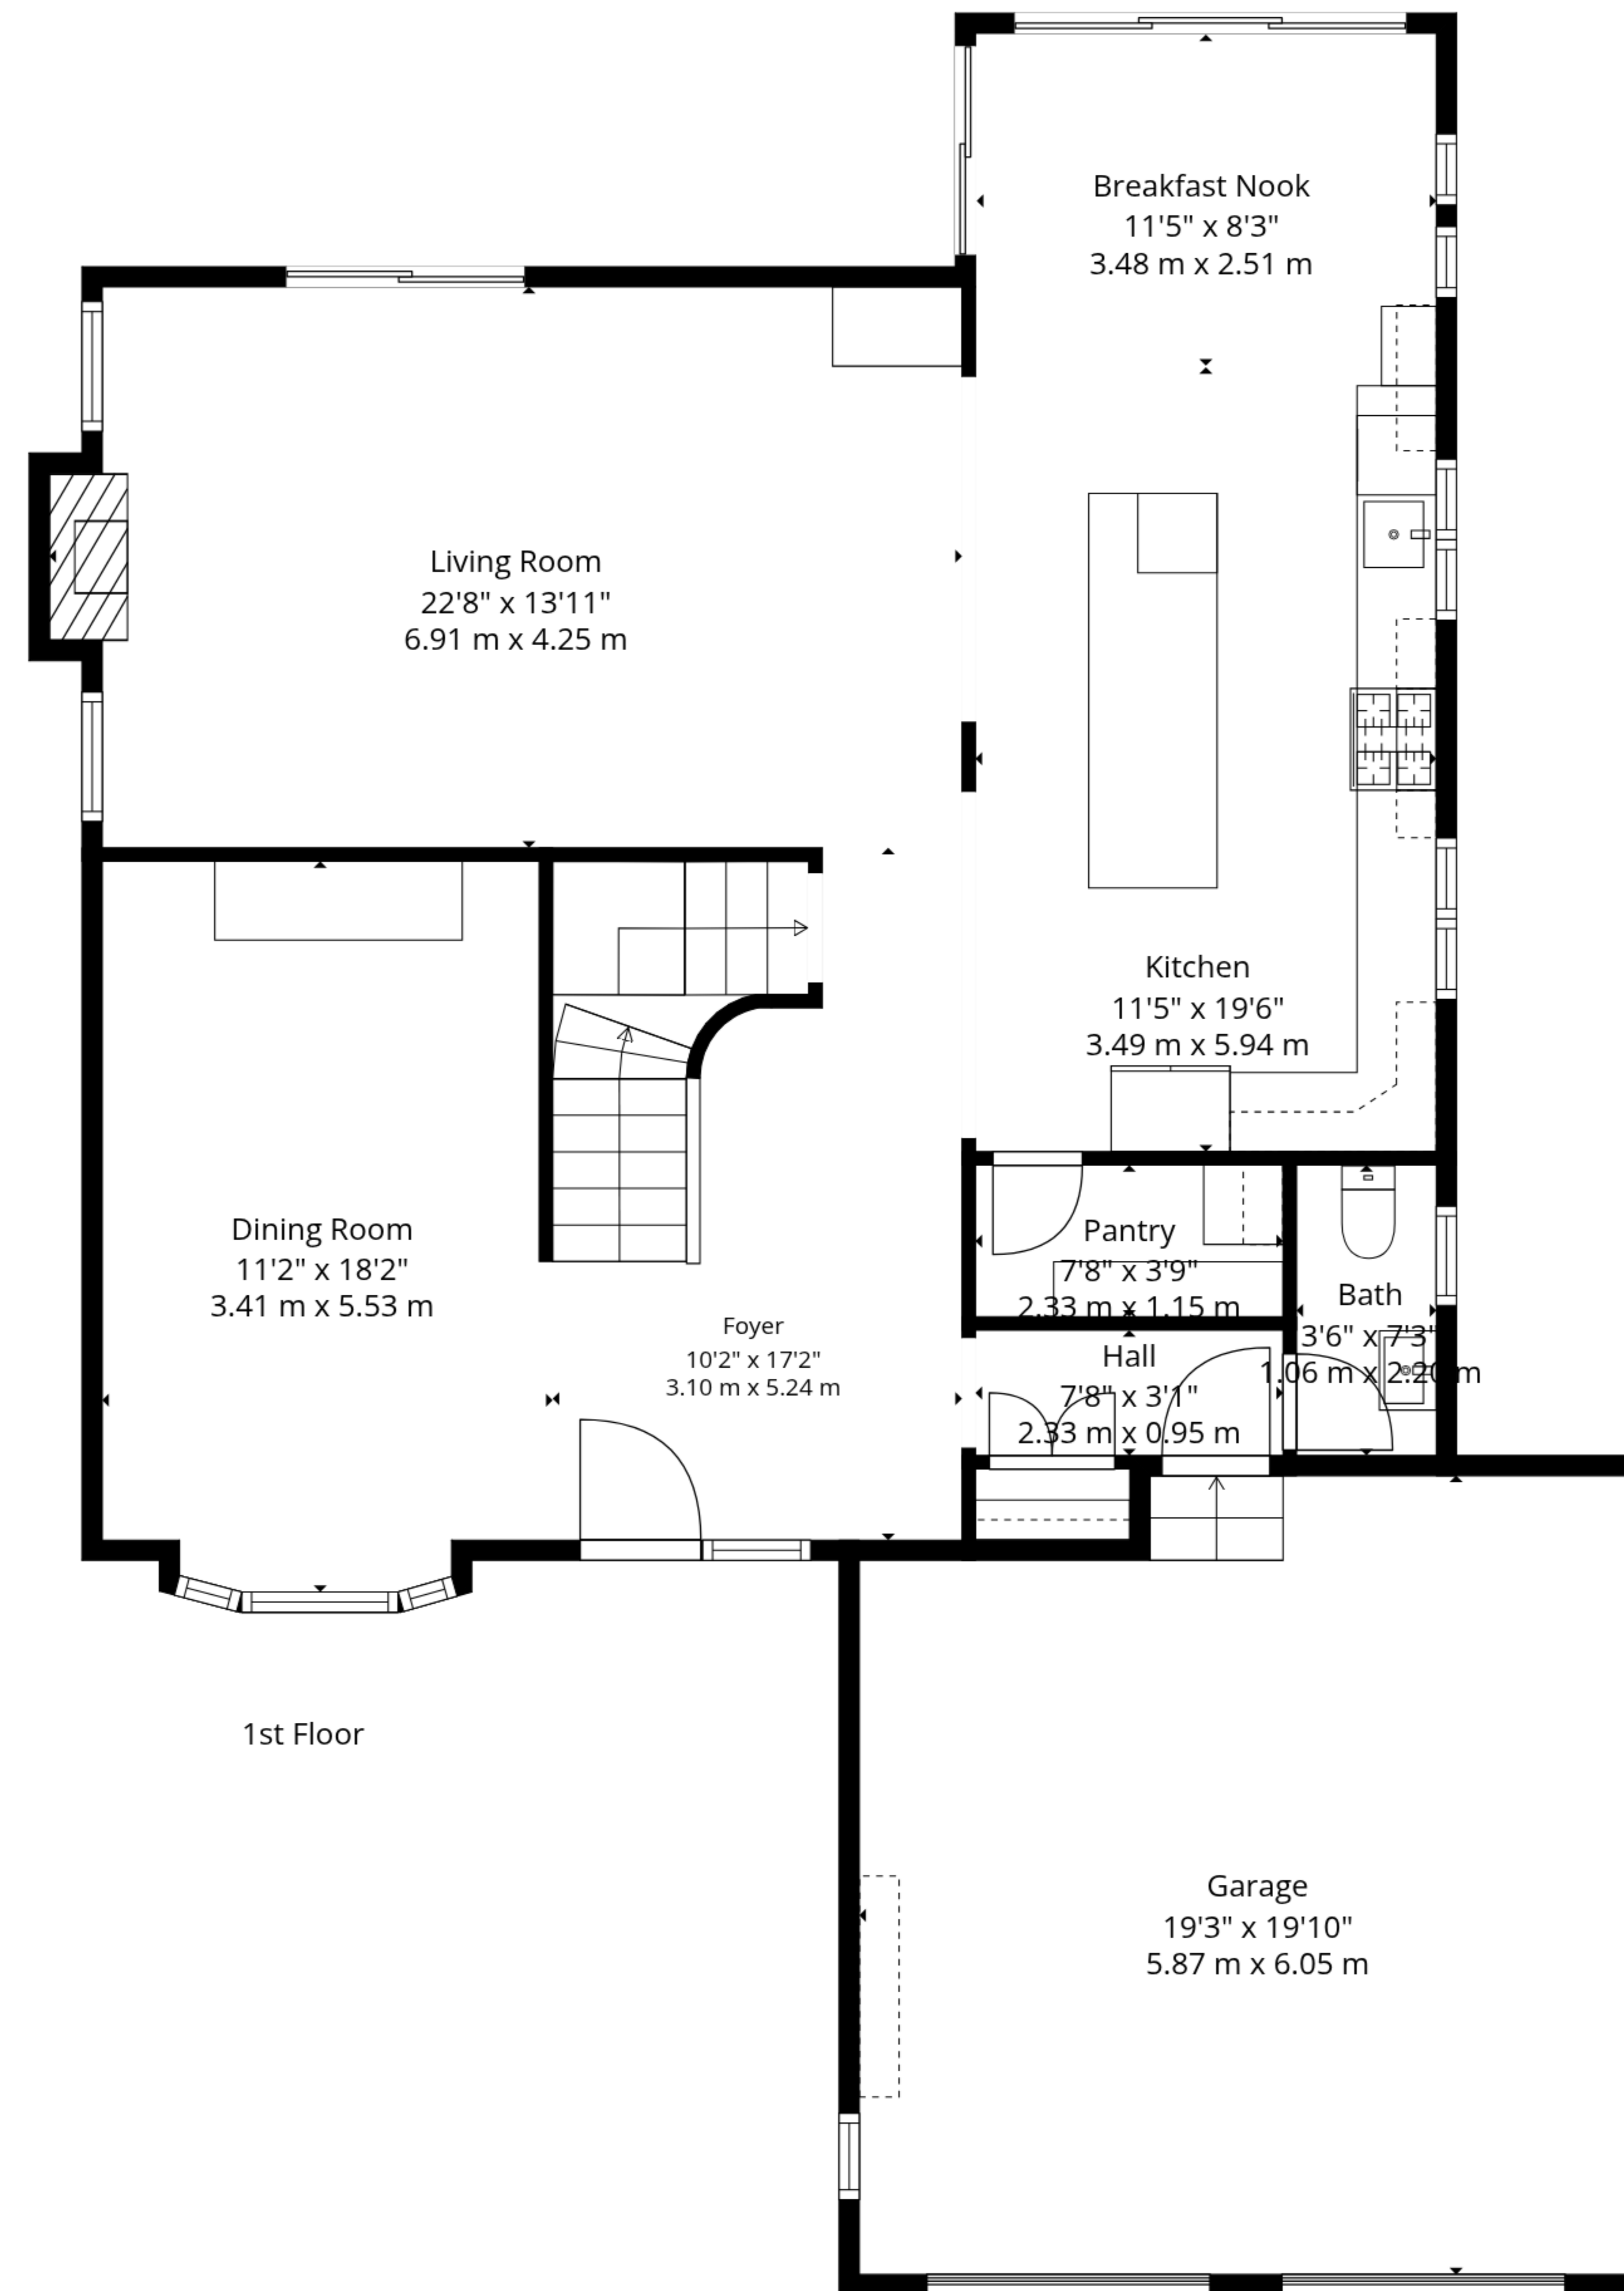 Breakfast Nook
11'5" x 8'3"
3.48 m x 2.51 m
Living Room
22'8" x 13'11"
6.91 m x 4.25 m
Kitchen
11'5" x 19'6"
3.49 m x 5.94 m
Dining Room
11'2" x 18'2"
3.41 m x 5.53 m
Foyer
10'2" x 17'2"
3.10 m x 5.24 m
Pantry
7'8" x 3'9"
2.33 m x 1.15 m
Hall
7'8" x 3'1"
2.33 m x 0.95 m
Bath
3'6" x 7'3"
1.06 m x 2.20 m
1st Floor
Garage
19'3" x 19'10"
5.87 m x 6.05 m